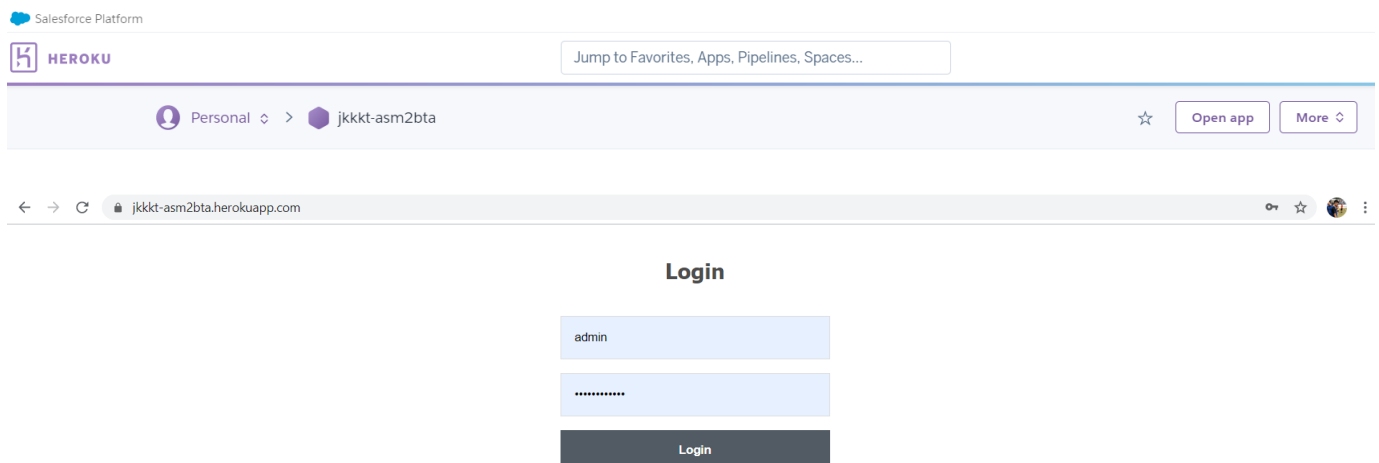 Salesforce Platform
HEROKU
Jump to Favorites, Apps, Pipelines, Spaces...
Personal > jkkkt-asm2bta
Open app
More
jkkkt-asm2bta.herokuapp.com
Login
admin
••••••••••••
Login